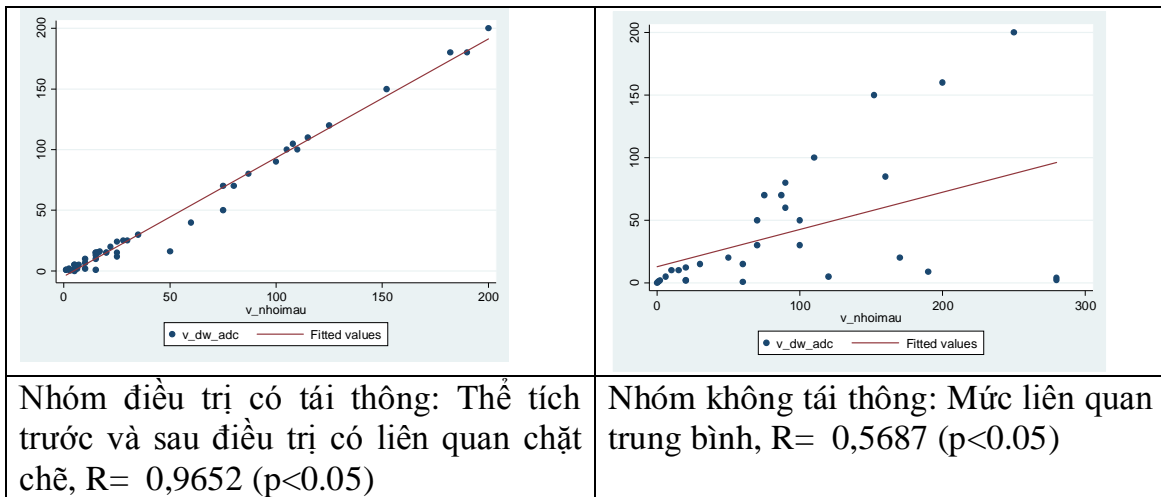 200
150
100
50
0
0
50
100
150
200
v_nhoimau
v_dw_adc
Fitted values
200
150
100
50
0
0
100
200
300
v_nhoimau
v_dw_adc
Fitted values
Nhóm điều trị có tái thông: Thể tích
trước và sau điều trị có liên quan chặt
chẽ, R= 0,9652 (p<0.05)
Nhóm không tái thông: Mức liên quan
trung bình, R= 0,5687 (p<0.05)